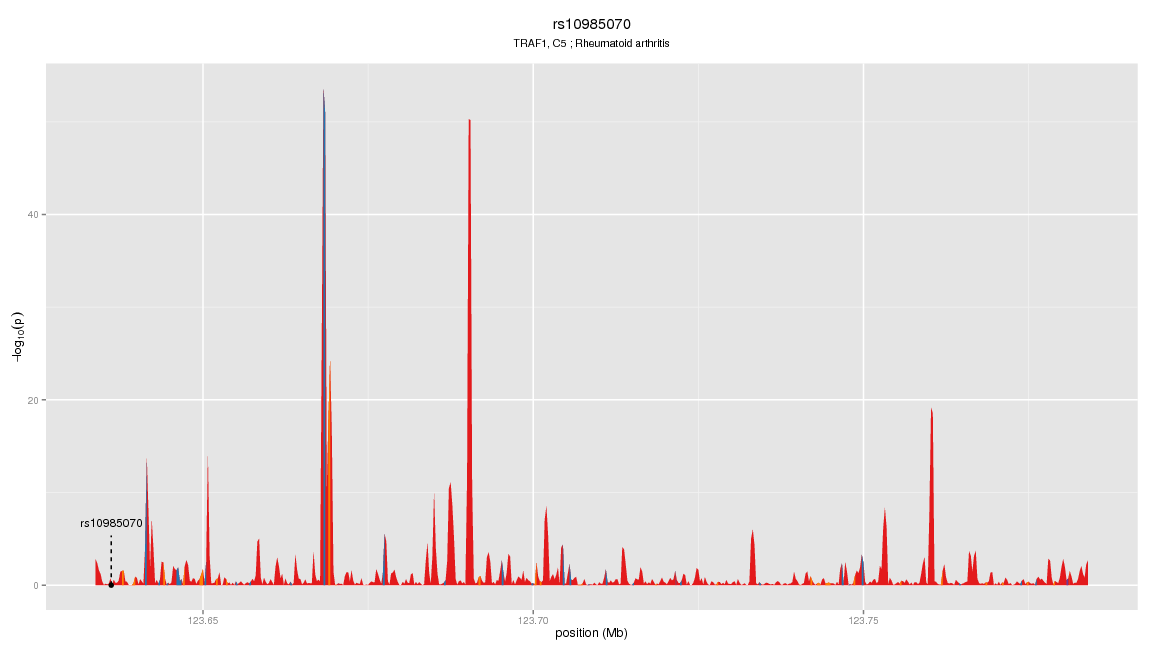 rs10985070
TRAF1, C5 ; Rheumatoid arthritis
−log10(p)
40
20
0
rs10985070
123.65
123.70
123.75
position (Mb)